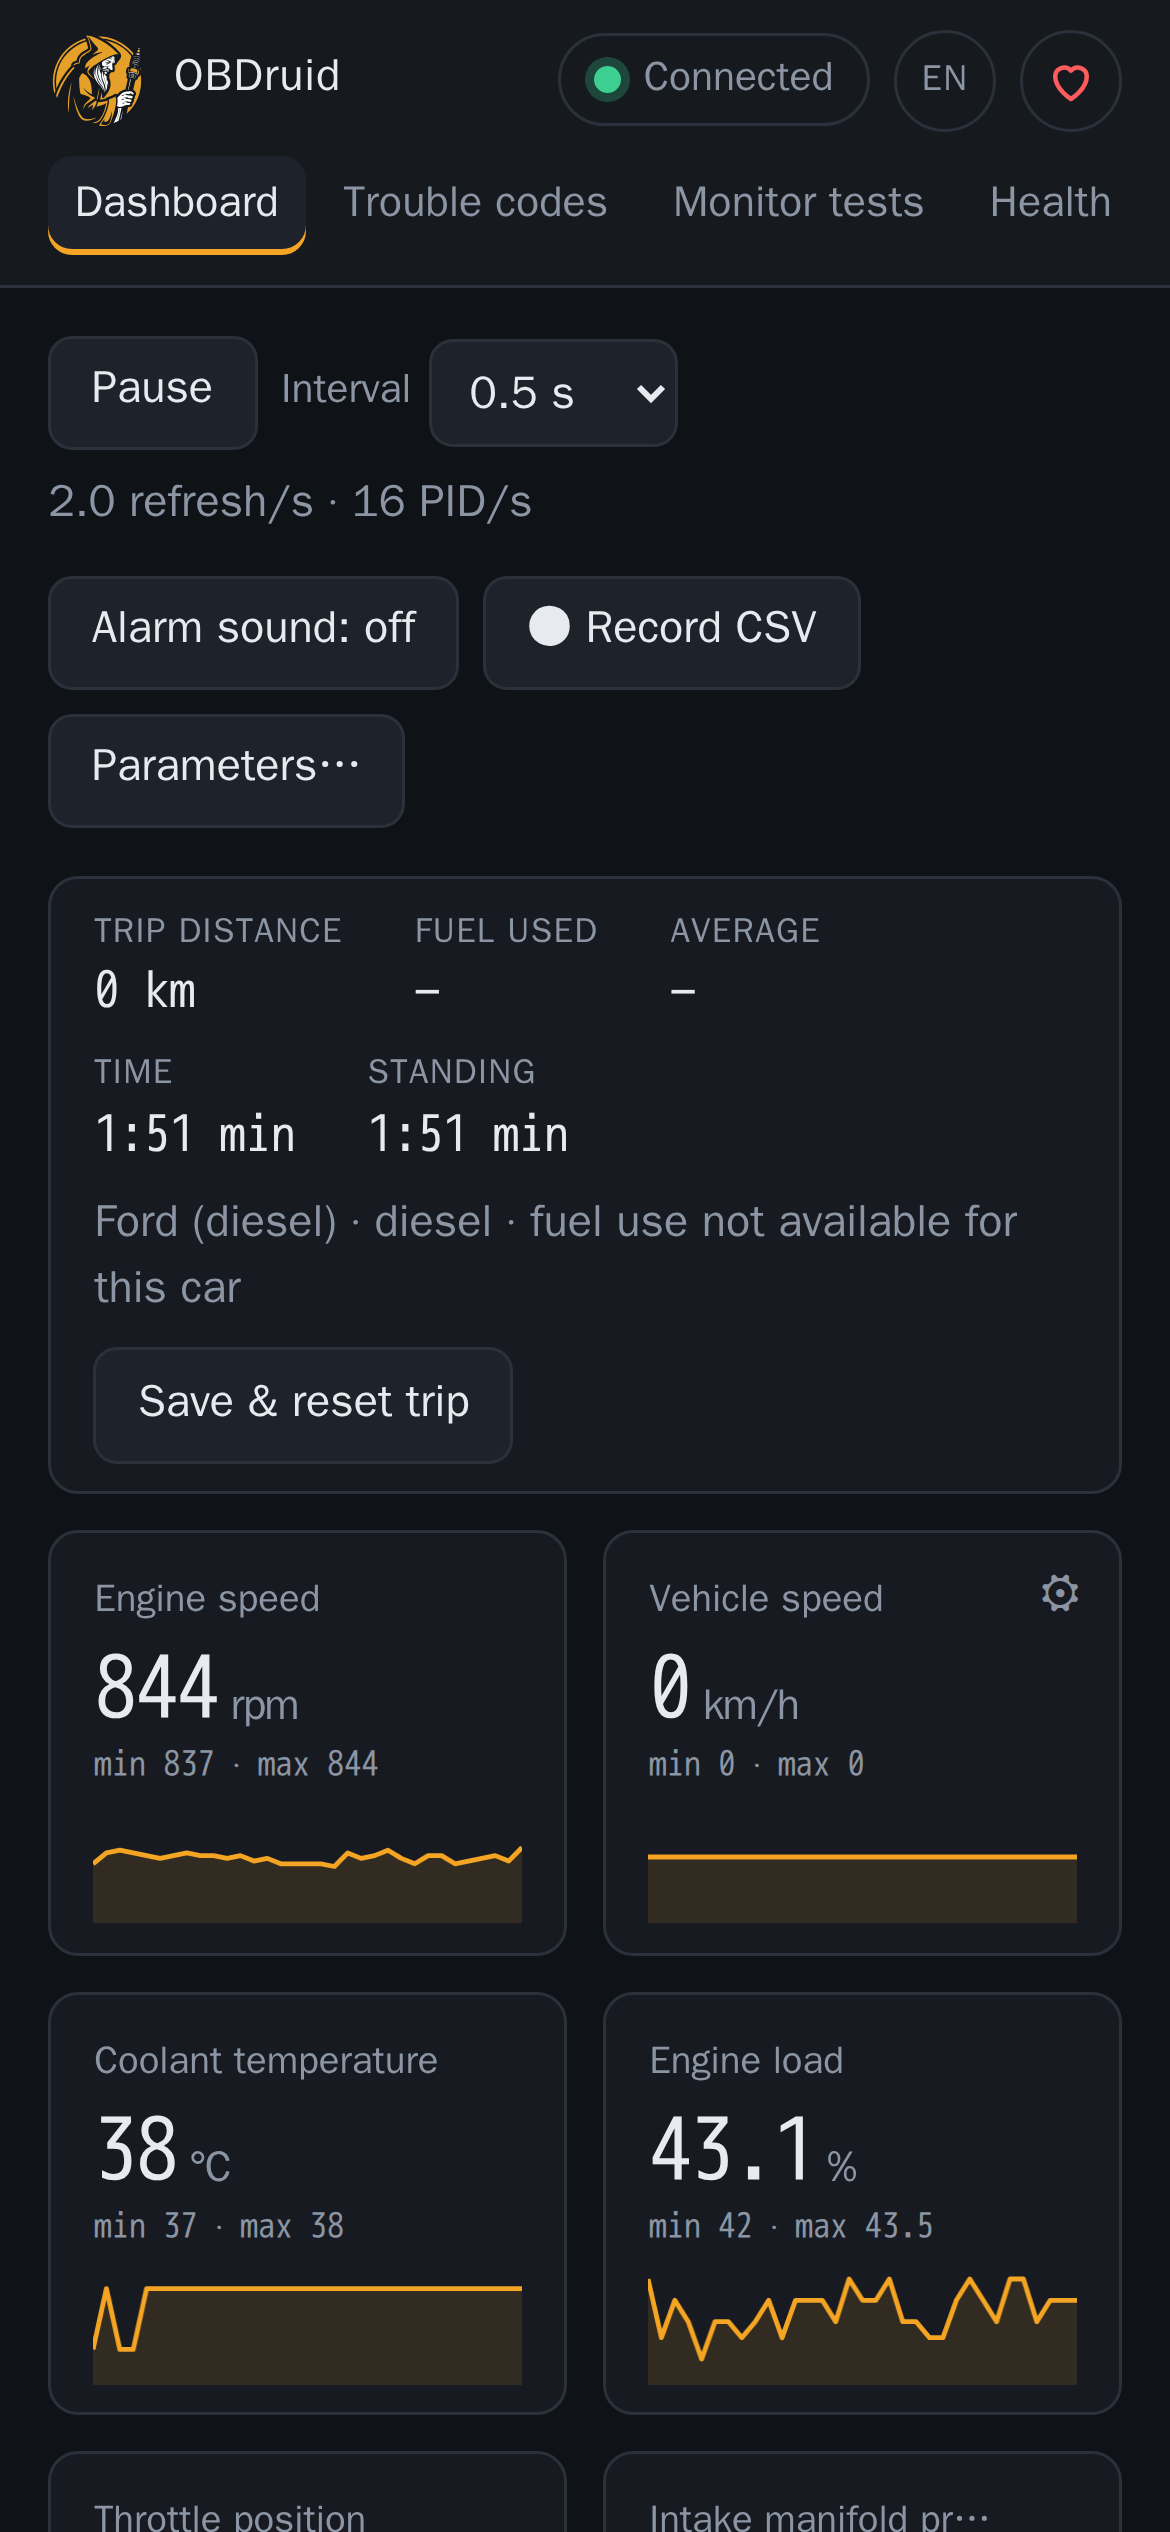 OBDruid
Connected
EN
Dashboard
Trouble codes
Monitor tests
Health
Pause
Interval
0.5 s
2.0 refresh/s · 16 PID/s
Alarm sound: off
Record CSV
Parameters…
TRIP DISTANCE
0 km
FUEL USED
–
AVERAGE
–
TIME
1:51 min
STANDING
1:51 min
Ford (diesel) · diesel · fuel use not available for
this car
Save & reset trip
Engine speed
844 rpm
min 837 · max 844
Vehicle speed
0 km/h
min 0 · max 0
Coolant temperature
38 °C
min 37 · max 38
Engine load
43.1 %
min 42 · max 43.5
Throttle position
Intake manifold pr…